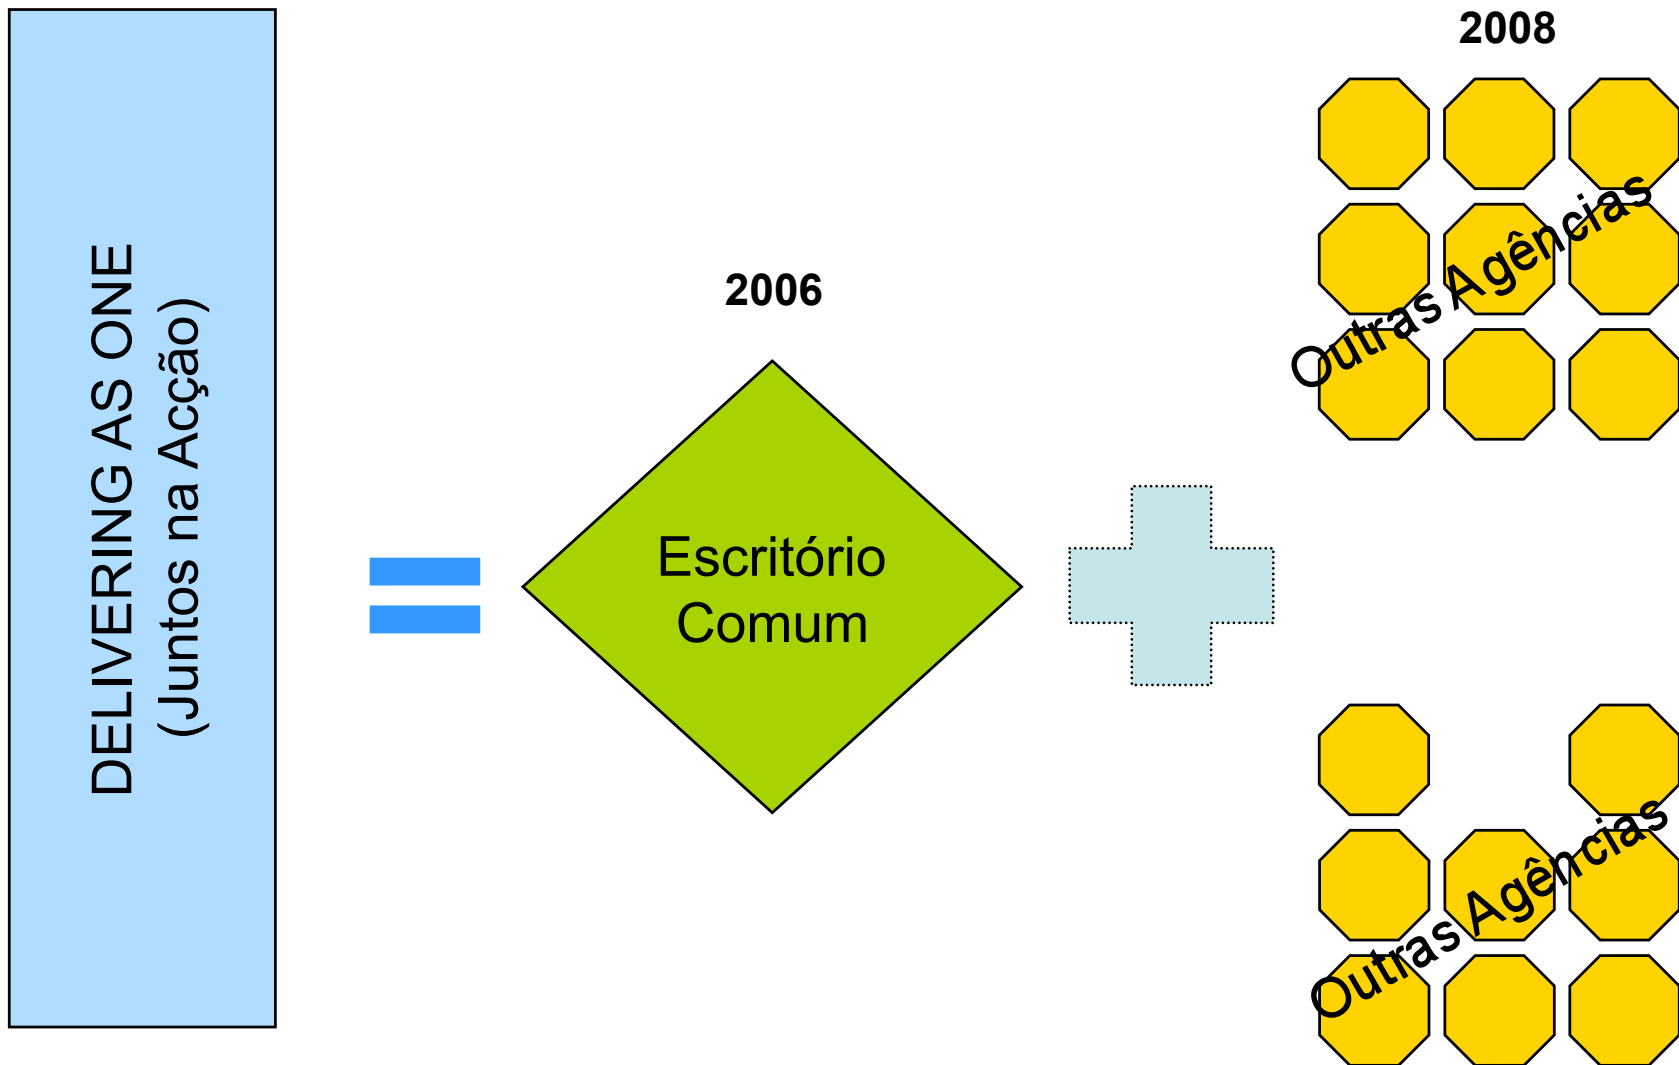 DELIVERING AS ONE
(Juntos na Acção)
2006
Escritório
Comum
2008
Outras Agências
Outras Agências